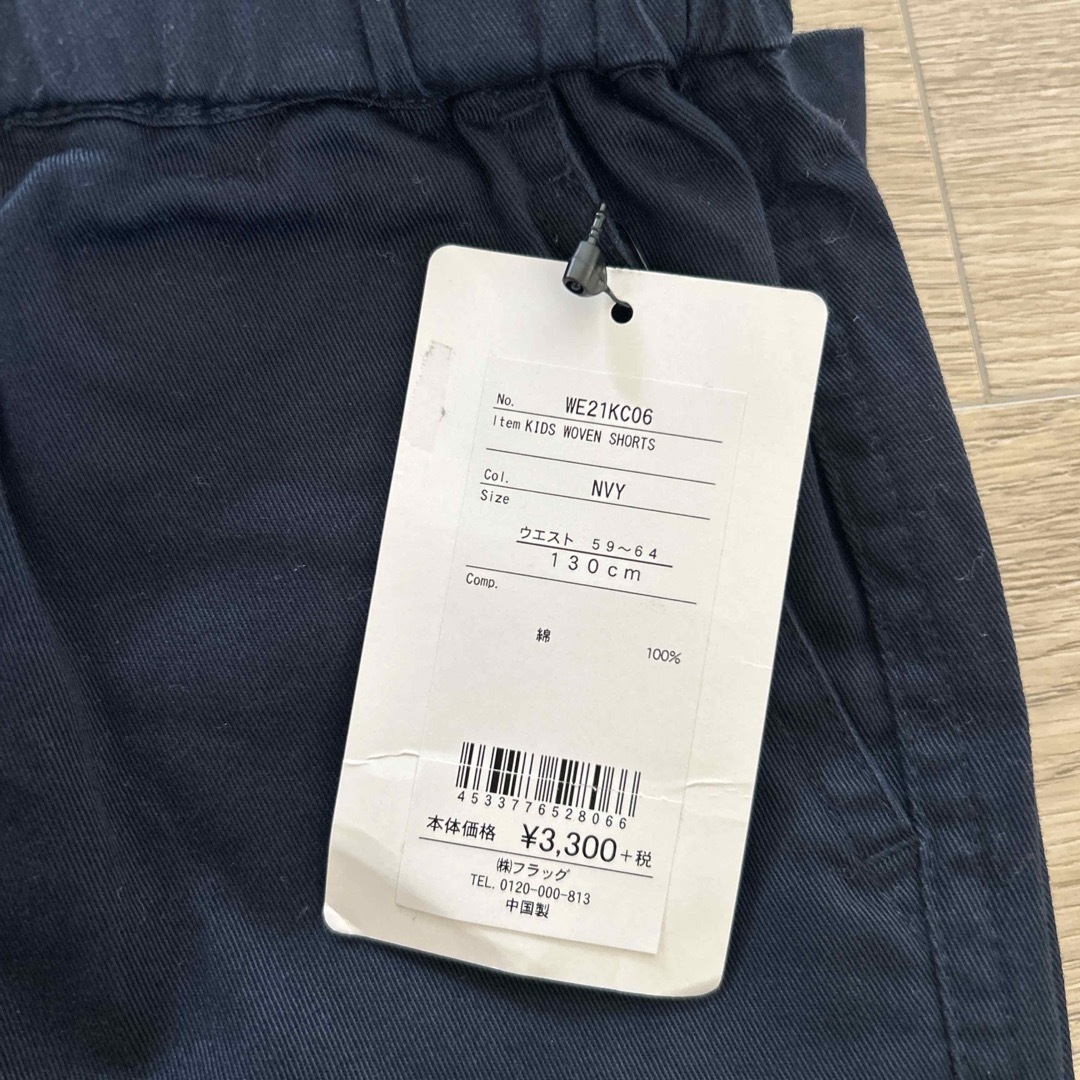 No. WE21KC06
Item KIDS WOVEN SHORTS
Col. NVY
Size
ウエスト 59～64
130cm
Comp.
綿 100%
4533776528066
本体価格 ¥3,300+税
㈱フラッグ
TEL. 0120-000-813
中国製